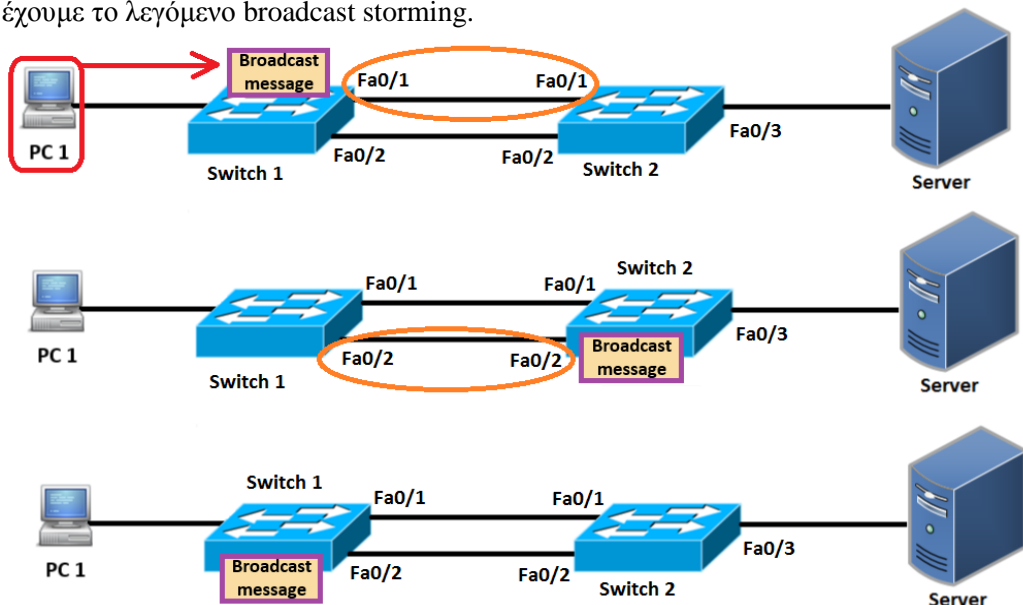 έχουμε το λεγόμενο broadcast storming.
Broadcast
message
Fa0/1
Fa0/1
Fa0/3
PC 1
Fa0/2
Fa0/2
Switch 1
Switch 2
Server
Switch 2
Fa0/1
Fa0/1
Fa0/3
Broadcast
message
PC 1
Fa0/2
Fa0/2
Switch 1
Server
Switch 1
Fa0/1
Fa0/1
Fa0/3
PC 1
Broadcast
message
Fa0/2
Fa0/2
Switch 2
Server